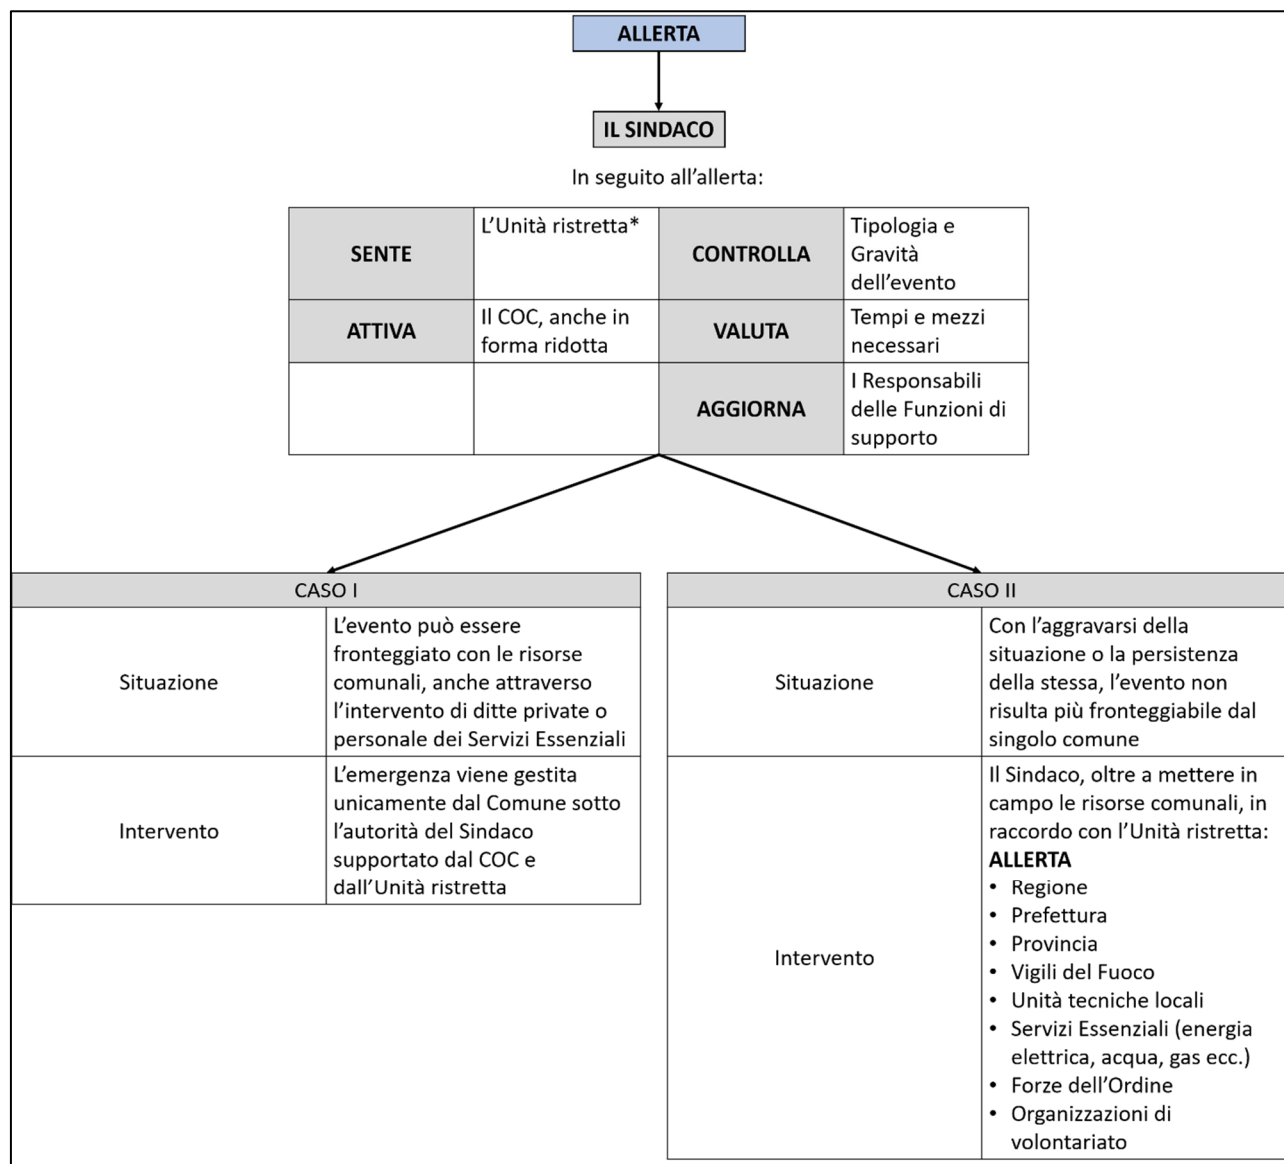 ALLERTA
IL SINDACO
In seguito all’allerta:
SENTE
L’Unità ristretta*
CONTROLLA
Tipologia e
Gravità
dell’evento
ATTIVA
Il COC, anche in
forma ridotta
VALUTA
Tempi e mezzi
necessari
AGGIORNA
I Responsabili
delle Funzioni di
supporto
CASO I
Situazione
L’evento può essere
fronteggiato con le risorse
comunali, anche attraverso
l’intervento di ditte private o
personale dei Servizi Essenziali
Intervento
L’emergenza viene gestita
unicamente dal Comune sotto
l’autorità del Sindaco
supportato dal COC e
dall’Unità ristretta
CASO II
Situazione
Con l’aggravarsi della
situazione o la persistenza
della stessa, l’evento non
risulta più fronteggiabile dal
singolo comune
Intervento
Il Sindaco, oltre a mettere in
campo le risorse comunali, in
raccordo con l’Unità ristretta:
ALLERTA
• Regione
• Prefettura
• Provincia
• Vigili del Fuoco
• Unità tecniche locali
• Servizi Essenziali (energia
elettrica, acqua, gas ecc.)
• Forze dell’Ordine
• Organizzazioni di
volontariato